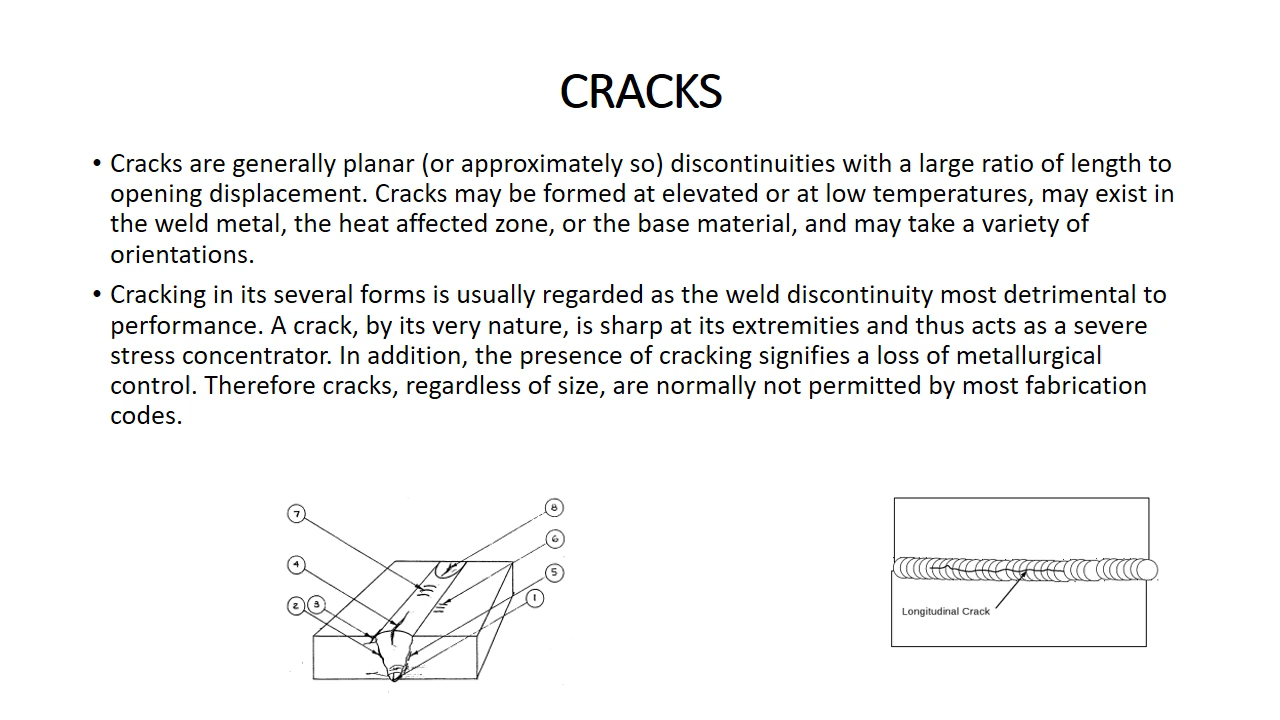 CRACKS
• Cracks are generally planar (or approximately so) discontinuities with a large ratio of length to
opening displacement. Cracks may be formed at elevated or at low temperatures, may exist in
the weld metal, the heat affected zone, or the base material, and may take a variety of
orientations.
• Cracking in its several forms is usually regarded as the weld discontinuity most detrimental to
performance. A crack, by its very nature, is sharp at its extremities and thus acts as a severe
stress concentrator. In addition, the presence of cracking signifies a loss of metallurgical
control. Therefore cracks, regardless of size, are normally not permitted by most fabrication
codes.
7
8
6
4
5
2 3
1
Longitudinal Crack